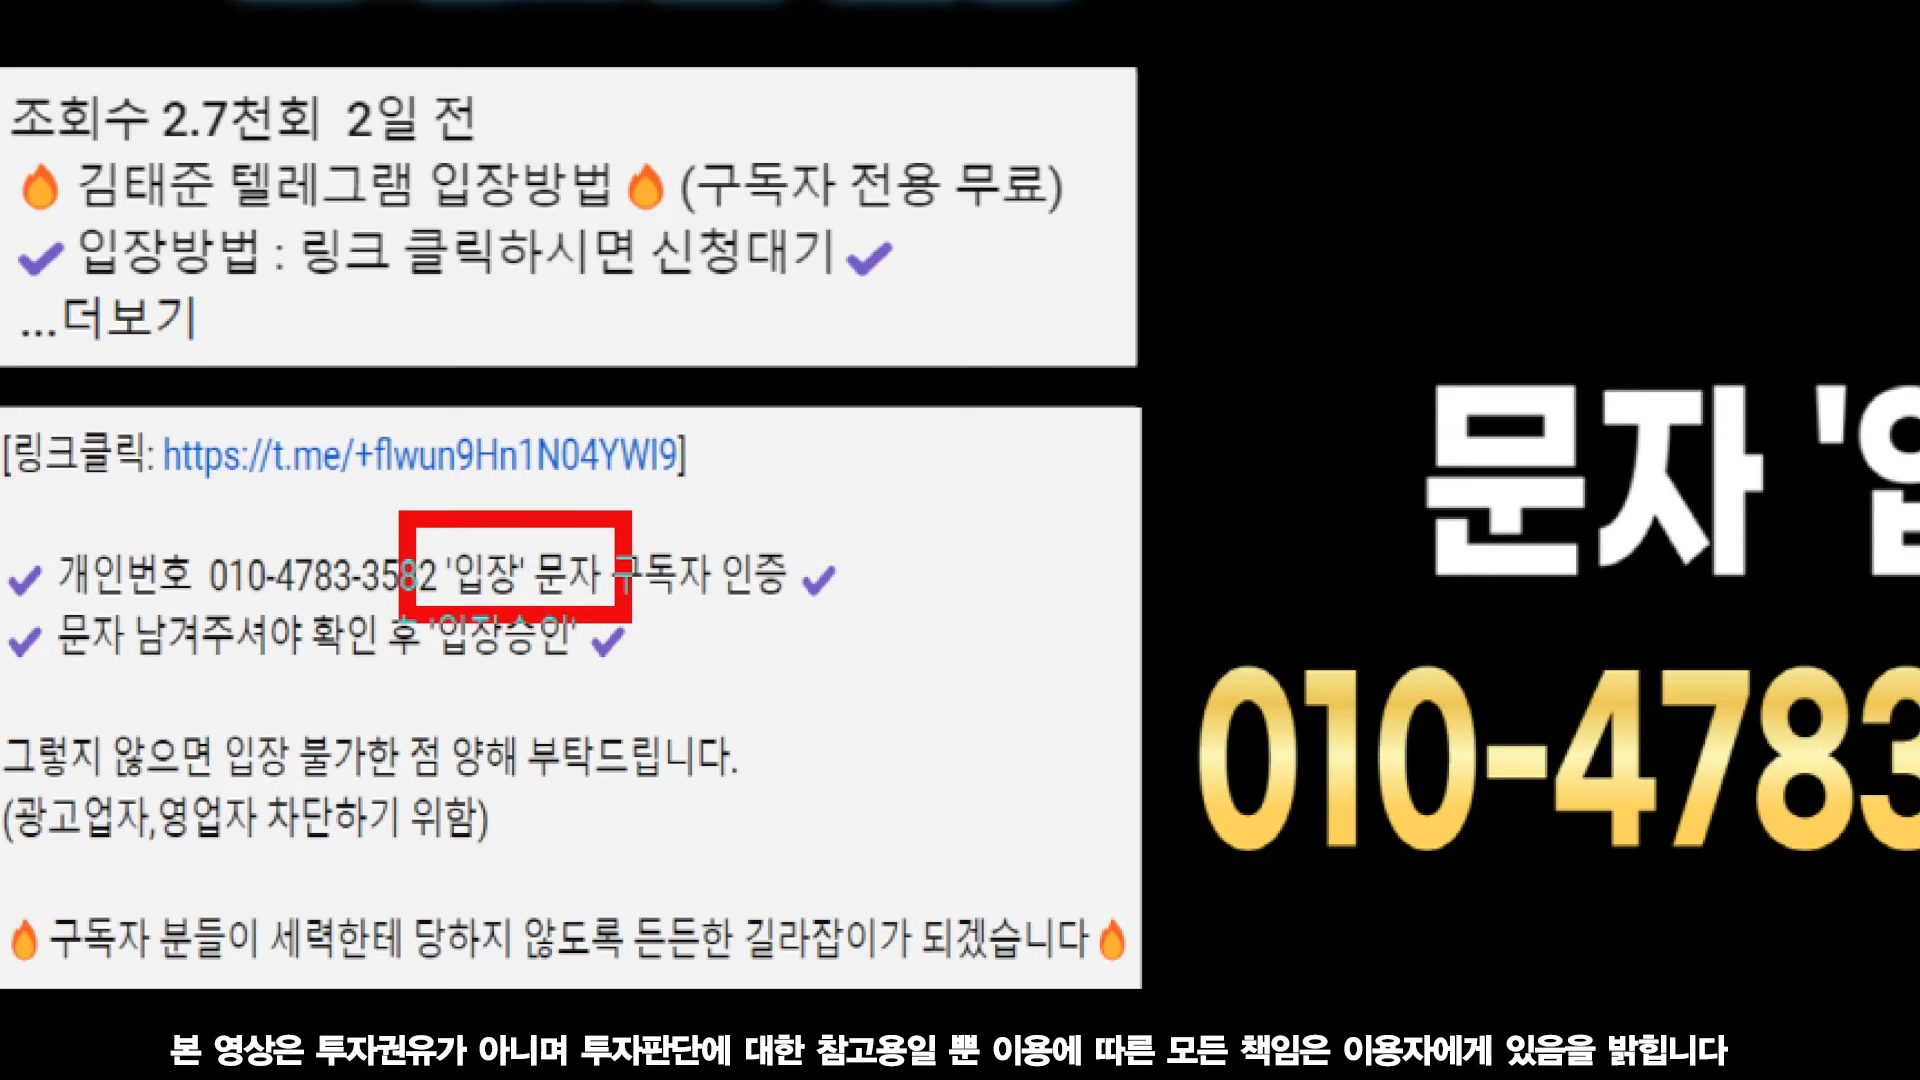 조회수 2.7천회 2일 전
🔥 김태준 텔레그램 입장방법 🔥 (구독자 전용 무료)
✔ 입장방법 : 링크 클릭하시면 신청대기 ✔
...더보기
[링크클릭: https://t.me/+flwun9Hn1N04YWI9]
✔ 개인번호 010-4783-3582 '입장' 문자 구독자 인증 ✔
✔ 문자 남겨주셔야 확인 후 '입장승인' ✔
그렇지 않으면 입장 불가한 점 양해 부탁드립니다.
(광고업자,영업자 차단하기 위함)
🔥 구독자 분들이 세력한테 당하지 않도록 든든한 길라잡이가 되겠습니다 🔥
문자 '입
010-4783
본 영상은 투자권유가 아니며 투자판단에 대한 참고용일 뿐 이용에 따른 모든 책임은 이용자에게 있음을 밝힙니다